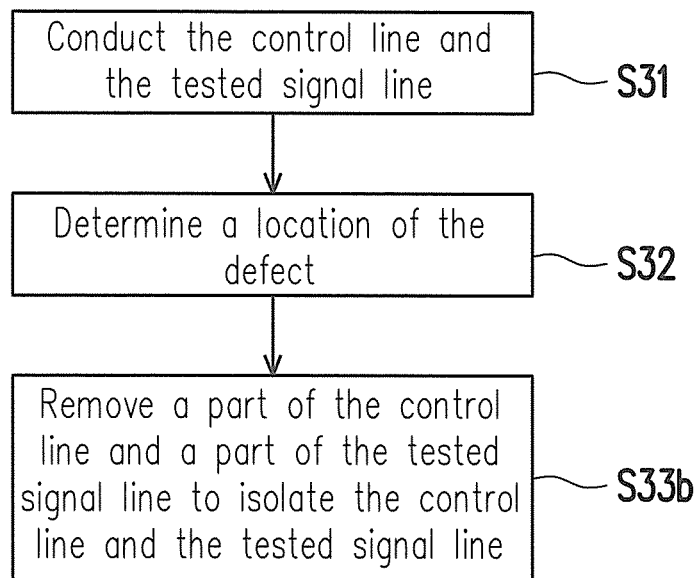 Conduct the control line and
the tested signal line
S31
Determine a location of the
defect
S32
Remove a part of the control
line and a part of the tested
signal line to isolate the control
line and the tested signal line
S33b